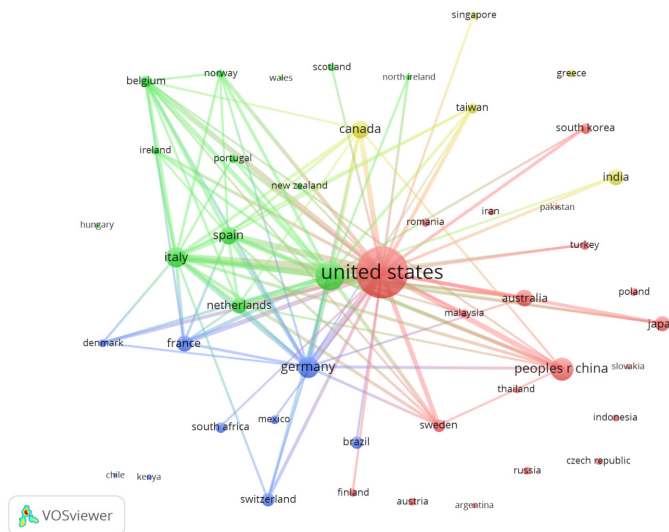 singapore
scotland
greece
belgium
norway
wales
north ireland
taiwan
canada
south korea
ireland
portugal
india
new zealand
pakistan
iran
romania
hungary
spain
turkey
italy
united states
poland
netherlands
australia
malaysia
japa
denmark
france
germany
peoples r china
slovakia
thailand
mexico
indonesia
south africa
sweden
brazil
czech republic
russia
chile
kenya
switzerland
finland
austria
argentina
VOSviewer